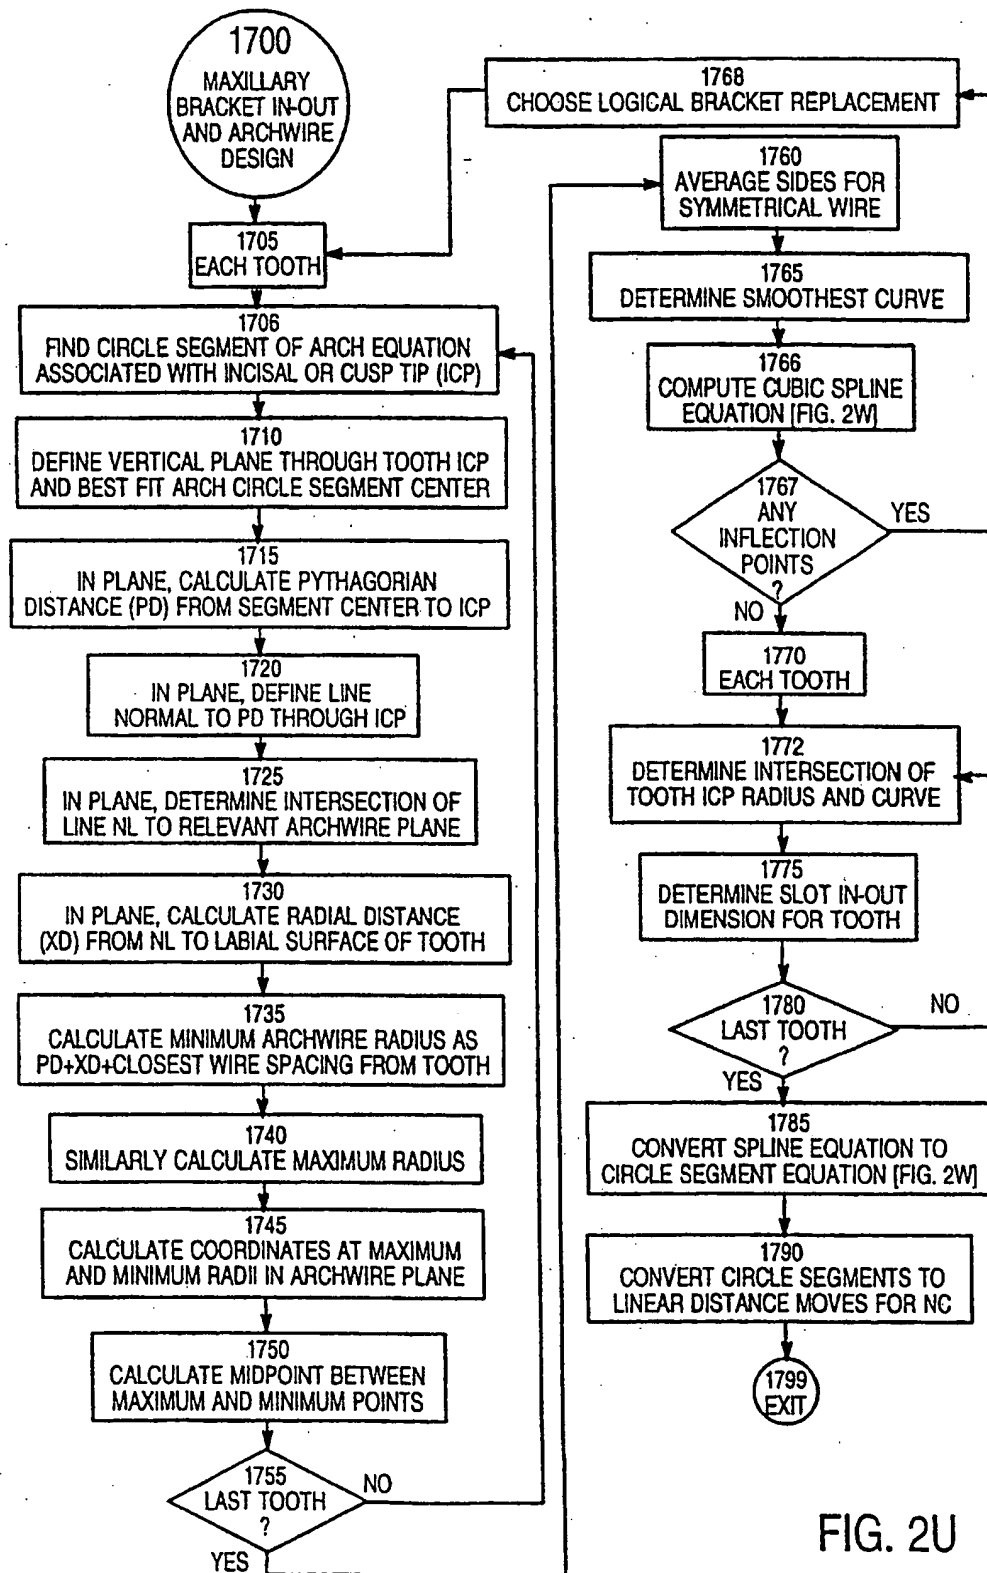 1700
MAXILLARY
BRACKET IN-OUT
AND ARCHWIRE
DESIGN
1705
EACH TOOTH
1706
FIND CIRCLE SEGMENT OF ARCH EQUATION
ASSOCIATED WITH INCISAL OR CUSP TIP (ICP)
1710
DEFINE VERTICAL PLANE THROUGH TOOTH ICP
AND BEST FIT ARCH CIRCLE SEGMENT CENTER
1715
IN PLANE, CALCULATE PYTHAGORIAN
DISTANCE (PD) FROM SEGMENT CENTER TO ICP
1720
IN PLANE, DEFINE LINE
NORMAL TO PD THROUGH ICP
1725
IN PLANE, DETERMINE INTERSECTION OF
LINE NL TO RELEVANT ARCHWIRE PLANE
1730
IN PLANE, CALCULATE RADIAL DISTANCE
(XD) FROM NL TO LABIAL SURFACE OF TOOTH
1735
CALCULATE MINIMUM ARCHWIRE RADIUS AS
PD+XD+CLOSEST WIRE SPACING FROM TOOTH
1740
SIMILARLY CALCULATE MAXIMUM RADIUS
1745
CALCULATE COORDINATES AT MAXIMUM
AND MINIMUM RADII IN ARCHWIRE PLANE
1750
CALCULATE MIDPOINT BETWEEN
MAXIMUM AND MINIMUM POINTS
1755
LAST TOOTH
?
NO
YES
1768
CHOOSE LOGICAL BRACKET REPLACEMENT
1760
AVERAGE SIDES FOR
SYMMETRICAL WIRE
1765
DETERMINE SMOOTHEST CURVE
1766
COMPUTE CUBIC SPLINE
EQUATION [FIG. 2W]
1767
ANY
INFLECTION
POINTS
?
YES
NO
1770
EACH TOOTH
1772
DETERMINE INTERSECTION OF
TOOTH ICP RADIUS AND CURVE
1775
DETERMINE SLOT IN-OUT
DIMENSION FOR TOOTH
1780
LAST TOOTH
?
NO
YES
1785
CONVERT SPLINE EQUATION TO
CIRCLE SEGMENT EQUATION [FIG. 2W]
1790
CONVERT CIRCLE SEGMENTS TO
LINEAR DISTANCE MOVES FOR NC
1799
EXIT
FIG. 2U